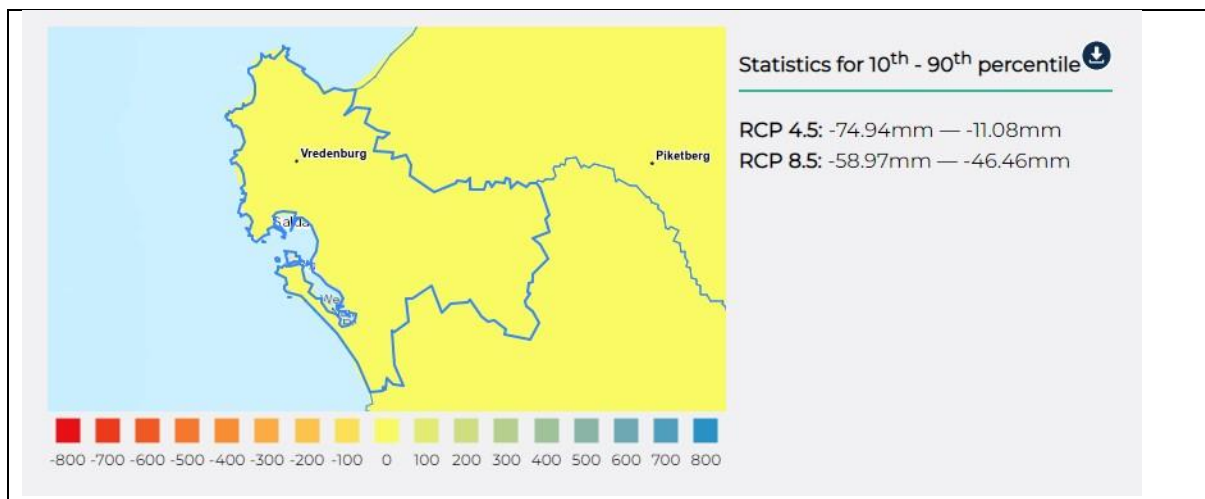 Statistics for 10th - 90th percentile
RCP 4.5: -74.94mm — -11.08mm
RCP 8.5: -58.97mm — -46.46mm
Vredenburg
Piketberg
Salda
We
-800 -700 -600 -500 -400 -300 -200 -100 0 100 200 300 400 500 600 700 800